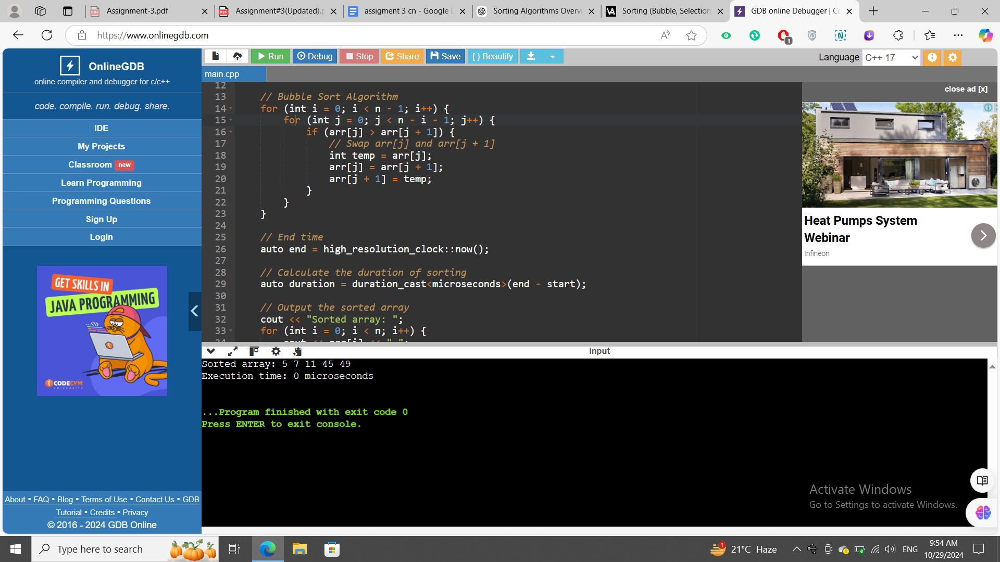 Assignment-3.pdf
Assignment#3(Updated).p
assigment 3 cn - Google D
Sorting Algorithms Overvi
Sorting (Bubble, Selection
GDB online Debugger | Co
https://www.onlinegdb.com
1
OnlineGDB
online compiler and debugger for c/c++
code. compile. run. debug. share.
IDE
My Projects
Classroom new
Learn Programming
Programming Questions
Sign Up
Login
GET SKILLS IN
JAVA PROGRAMMING
CODEGYM
UNIVERSITY
About • FAQ • Blog • Terms of Use • Contact Us • GDB
Tutorial • Credits • Privacy
© 2016 - 2024 GDB Online
Run Debug Stop Share Save { } Beautify
Language C++ 17
main.cpp
12
13 // Bubble Sort Algorithm
14 for (int i = 0; i < n - 1; i++) {
15 for (int j = 0; j < n - i - 1; j++) {
16 if (arr[j] > arr[j + 1]) {
17 // Swap arr[j] and arr[j + 1]
18 int temp = arr[j];
19 arr[j] = arr[j + 1];
20 arr[j + 1] = temp;
21 }
22 }
23 }
24
25 // End time
26 auto end = high_resolution_clock::now();
27
28 // Calculate the duration of sorting
29 auto duration = duration_cast<microseconds>(end - start);
30
31 // Output the sorted array
32 cout << "Sorted array: ";
33 for (int i = 0; i < n; i++) {
34 cout << arr[i] << " ";
close ad [x]
Heat Pumps System
Webinar
Infineon
input
Sorted array: 5 7 11 45 49
Execution time: 0 microseconds
...Program finished with exit code 0
Press ENTER to exit console.
Activate Windows
Go to Settings to activate Windows.
Type here to search
1
21°C Haze
ENG
9:54 AM
10/29/2024